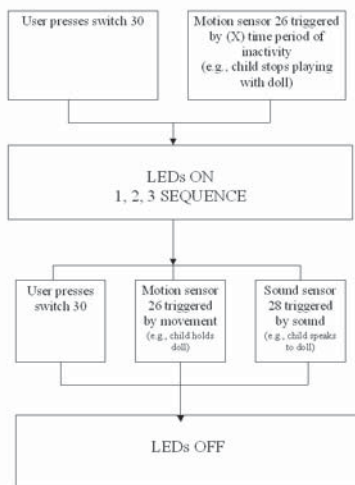 User presses switch 30
Motion sensor 26 triggered
by (X) time period of
inactivity
(e.g., child stops playing
with doll)
LEDs ON
1, 2, 3 SEQUENCE
User presses
switch 30
Motion sensor
26 triggered
by movement
(e.g., child holds
doll)
Sound sensor
28 triggered
by sound
(e.g., child speaks
to doll)
LEDs OFF